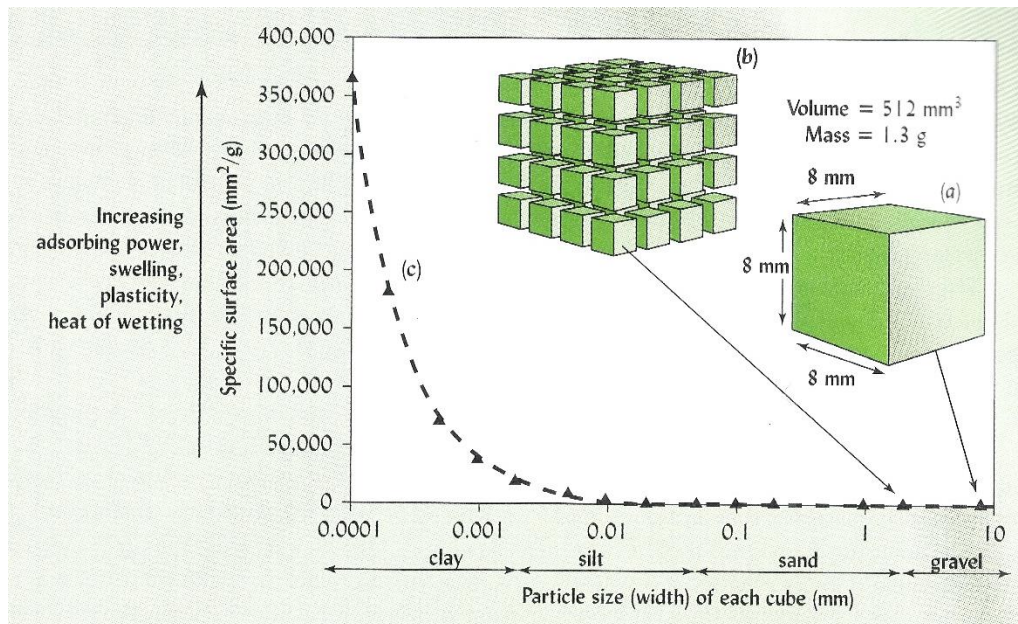 400,000
350,000
300,000
250,000
200,000
150,000
100,000
50,000
0
Specific surface area (mm²/g)
Increasing
adsorbing power,
swelling,
plasticity,
heat of wetting
(b)
Volume = 512 mm³
Mass = 1.3 g
8 mm
(a)
8 mm
8 mm
(c)
0.0001 0.001 0.01 0.1 1 10
clay silt sand gravel
Particle size (width) of each cube (mm)